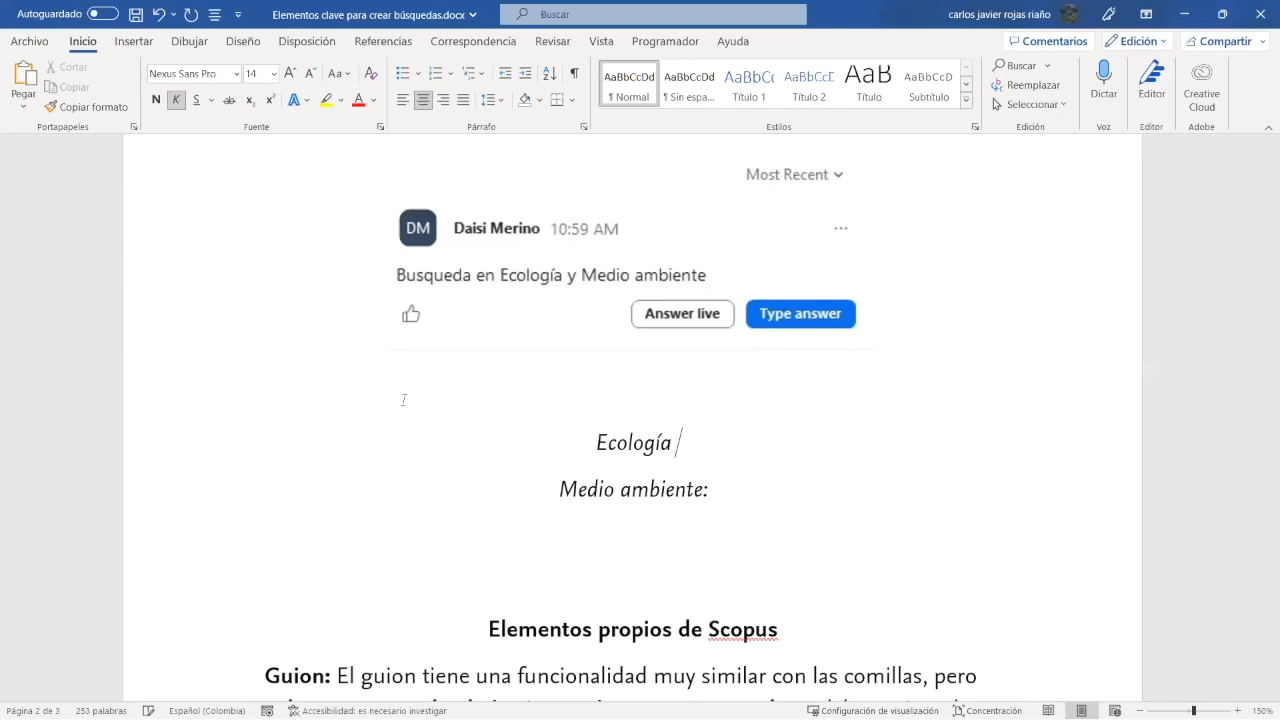 Autoguardado
Elementos clave para crear búsquedas.docx
Buscar
carlos javier rojas riaño
Archivo Inicio Insertar Dibujar Diseño Disposición Referencias Correspondencia Revisar Vista Programador Ayuda
Comentarios Edición Compartir
Pegar
Cortar
Copiar
Copiar formato
Portapapeles
Nexus Sans Pro 14
N K S
Fuente
Párrafo
AaBbCcDd AaBbCcDd AaBbCc AaBbCcD AaB AaBbCcD
¶ Normal ¶ Sin espa... Título 1 Título 2 Título Subtítulo
Estilos
Buscar
Reemplazar
Seleccionar
Edición
Dictar
Voz
Editor
Editor
Creative Cloud
Adobe
Most Recent
DM Daisi Merino 10:59 AM
Busqueda en Ecología y Medio ambiente
Answer live Type answer
Ecología
Medio ambiente:
Elementos propios de Scopus
Guion: El guion tiene una funcionalidad muy similar con las comillas, pero
Página 2 de 3 253 palabras Español (Colombia) Accesibilidad: es necesario investigar Configuración de visualización Concentración 150%